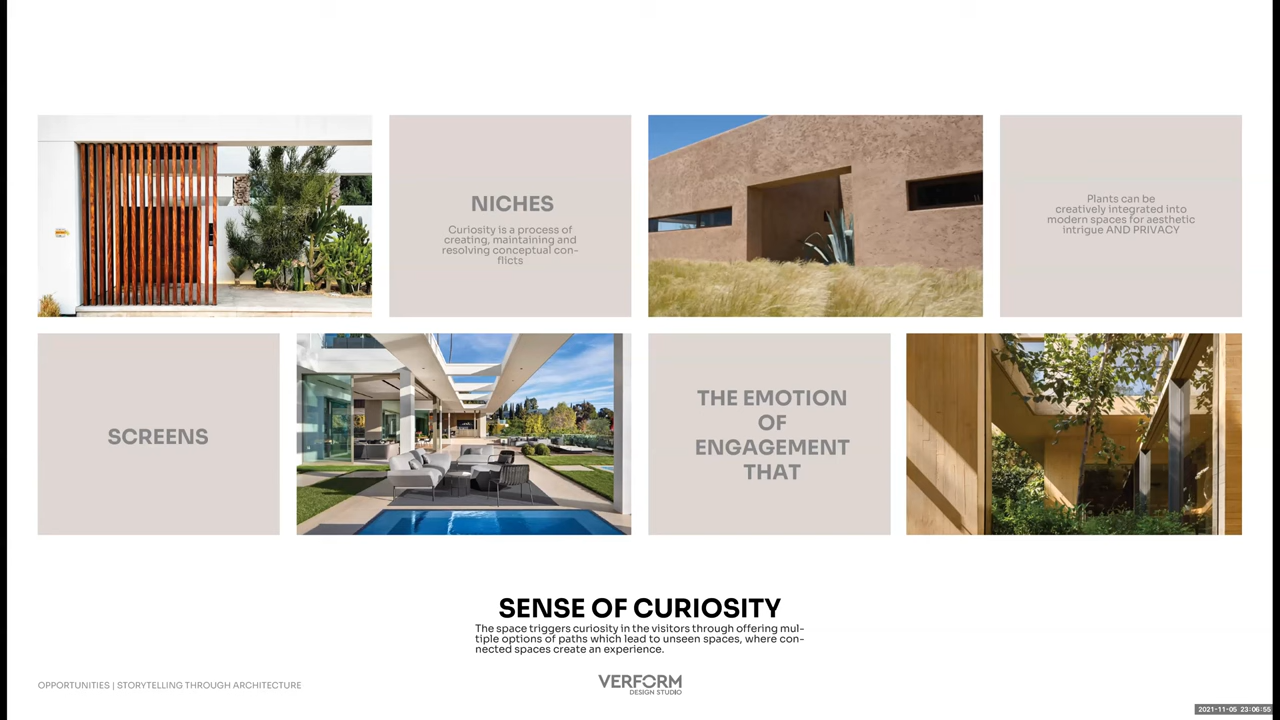 NICHES
Curiosity is a process of
creating, maintaining and
resolving conceptual con-
flicts
Plants can be
creatively integrated into
modern spaces for aesthetic
intrigue AND PRIVACY
SCREENS
THE EMOTION
OF
ENGAGEMENT
THAT
SENSE OF CURIOSITY
The space triggers curiosity in the visitors through offering mul-
tiple options of paths which lead to unseen spaces, where con-
nected spaces create an experience.
OPPORTUNITIES | STORYTELLING THROUGH ARCHITECTURE
VERFORM
DESIGN STUDIO
2021-11-05 23:06:55